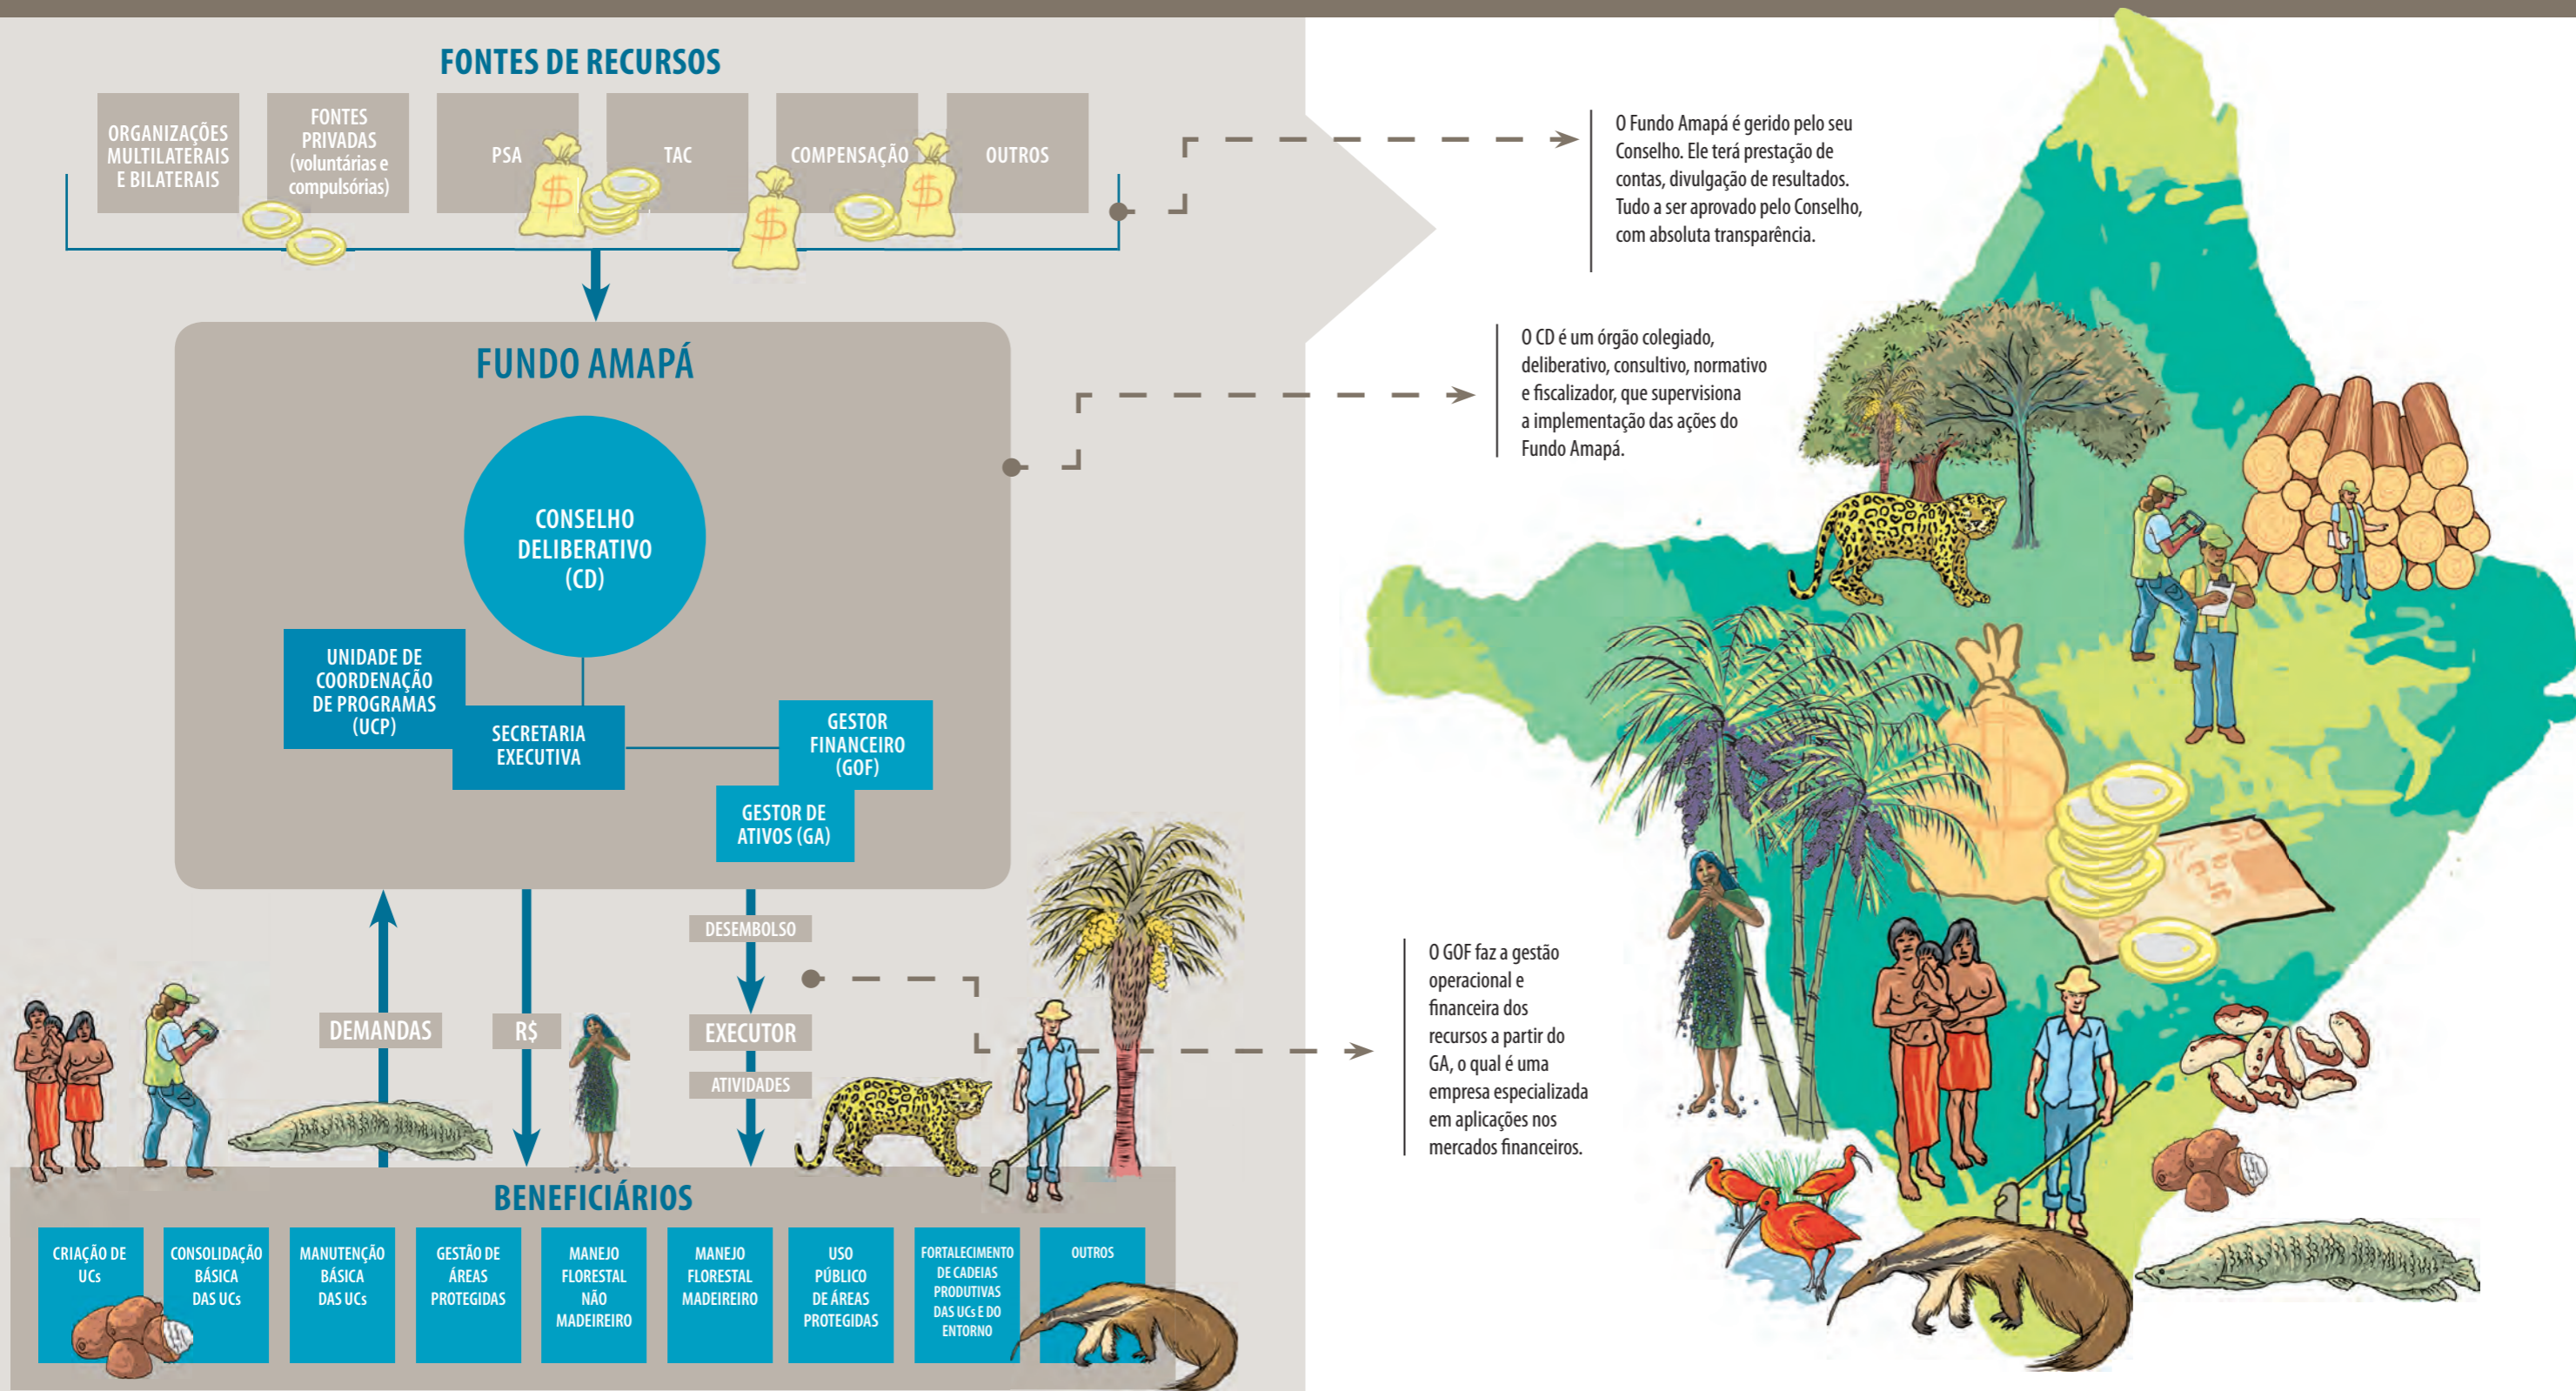 FONTES DE RECURSOS
ORGANIZAÇÕES
MULTILATERAIS
E BILATERAIS
FONTES
PRIVADAS
(voluntárias e
compulsórias)
PSA
TAC
COMPENSAÇÃO
OUTROS
$
$
$
O Fundo Amapá é gerido pelo seu
Conselho. Ele terá prestação de
contas, divulgação de resultados.
Tudo a ser aprovado pelo Conselho,
com absoluta transparência.
FUNDO AMAPÁ
CONSELHO
DELIBERATIVO
(CD)
UNIDADE DE
COORDENAÇÃO
DE PROGRAMAS
(UCP)
SECRETARIA
EXECUTIVA
GESTOR
FINANCEIRO
(GOF)
GESTOR DE
ATIVOS (GA)
O CD é um órgão colegiado,
deliberativo, consultivo, normativo
e fiscalizador, que supervisiona
a implementação das ações do
Fundo Amapá.
DEMANDAS
R$
DESEMBOLSO
EXECUTOR
ATIVIDADES
O GOF faz a gestão
operacional e
financeira dos
recursos a partir do
GA, o qual é uma
empresa especializada
em aplicações nos
mercados financeiros.
$
50
50
BENEFICIÁRIOS
CRIAÇÃO DE
UCs
CONSOLIDAÇÃO
BÁSICA
DAS UCs
MANUTENÇÃO
BÁSICA
DAS UCs
GESTÃO DE
ÁREAS
PROTEGIDAS
MANEJO
FLORESTAL
NÃO
MADEIREIRO
MANEJO
FLORESTAL
MADEIREIRO
USO
PÚBLICO
DE ÁREAS
PROTEGIDAS
FORTALECIMENTO
DE CADEIAS
PRODUTIVAS
DAS UCs E DO
ENTORNO
OUTROS